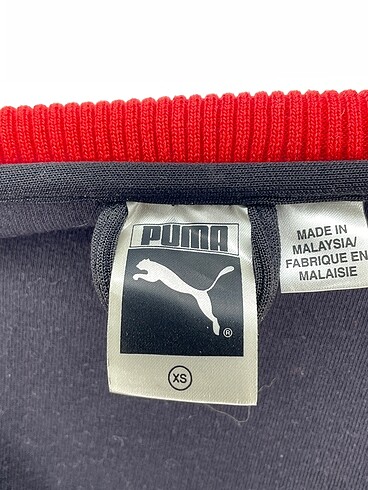 PUMA
®
XS
MADE IN
MALAYSIA/
FABRIQUE EN
MALAISIE